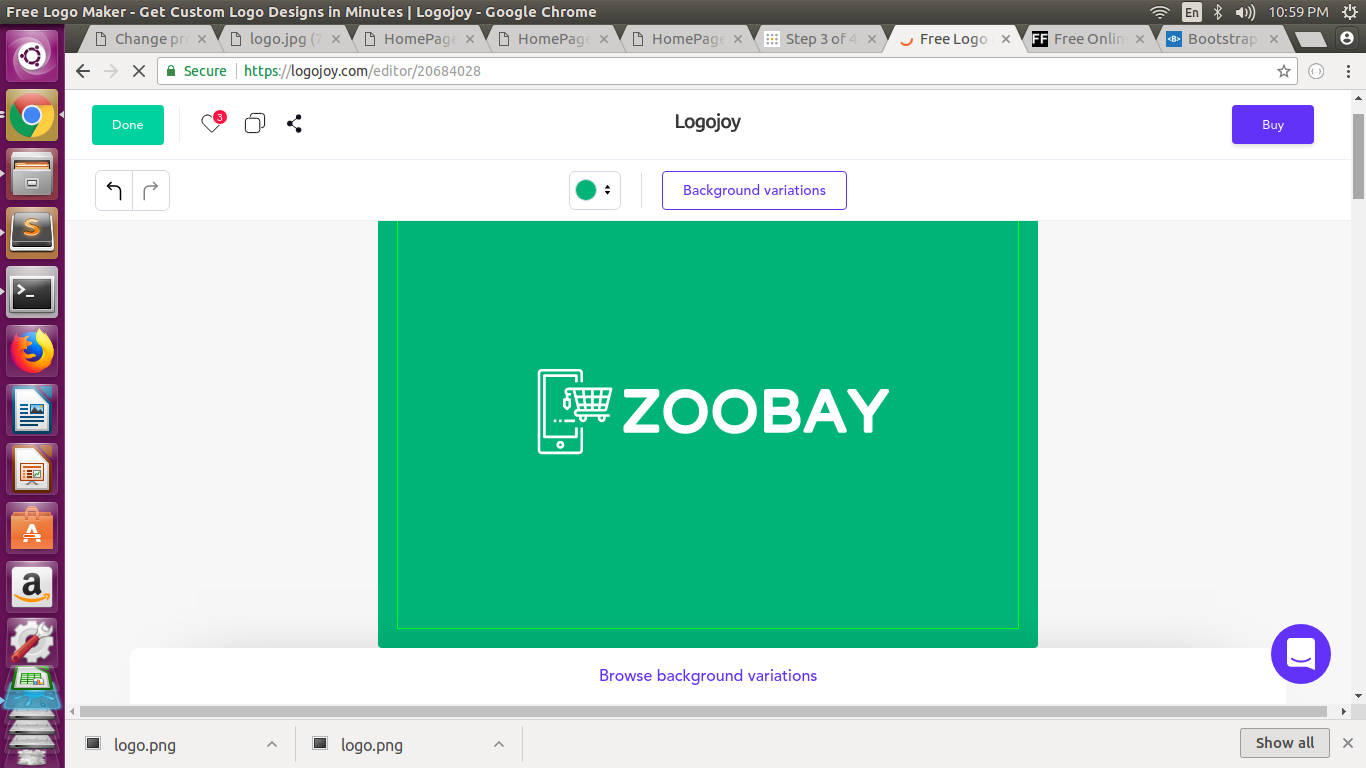 Free Logo Maker - Get Custom Logo Designs in Minutes | Logojoy - Google Chrome
En
10:59 PM
Change pr
logo.jpg (7
HomePage
HomePage
HomePage
Step 3 of 4
Free Logo
Free Onlin
Bootstrap
Secure
https://logojoy.com/editor/20684028
Done
3
Logojoy
Buy
Background variations
ZOOBAY
Browse background variations
logo.png
logo.png
Show all